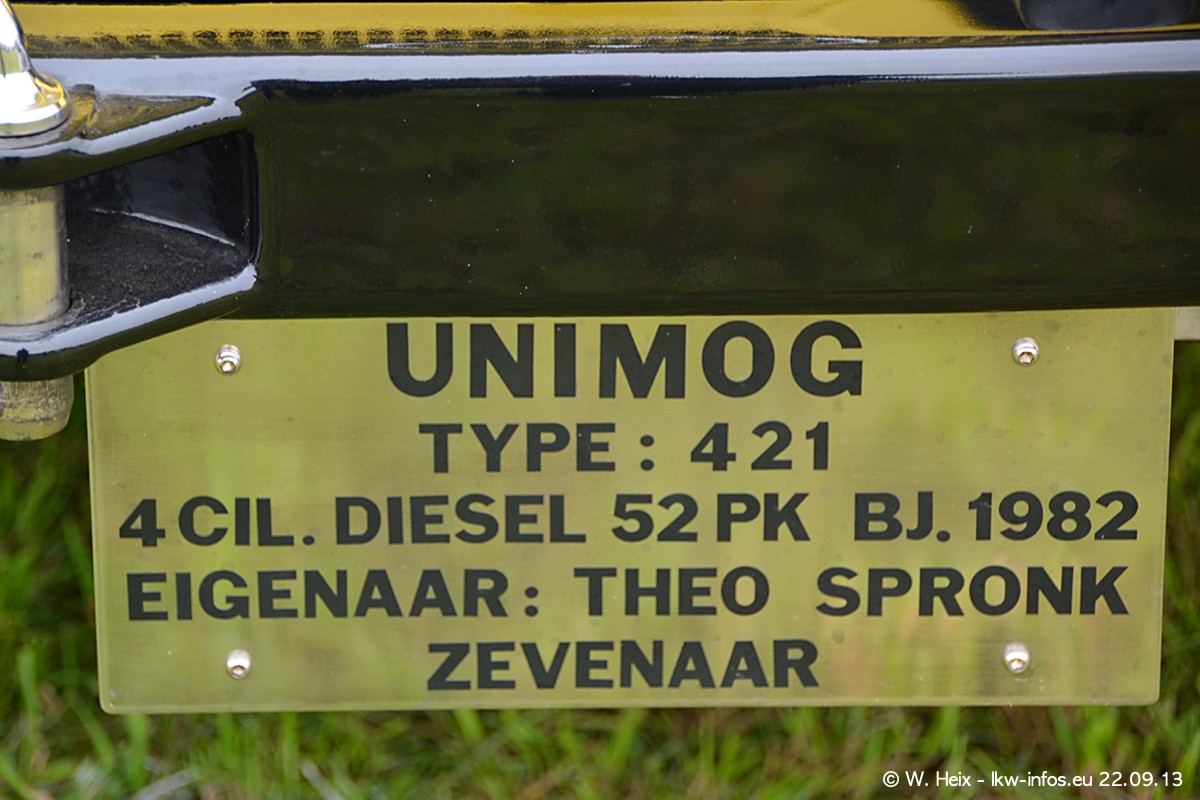 UNIMOG
TYPE: 421
4 CIL. DIESEL 52 PK BJ. 1982
EIGENAAR: THEO SPRONK
ZEVENAAR
© W. Heix - lkw-infos.eu 22.09.13